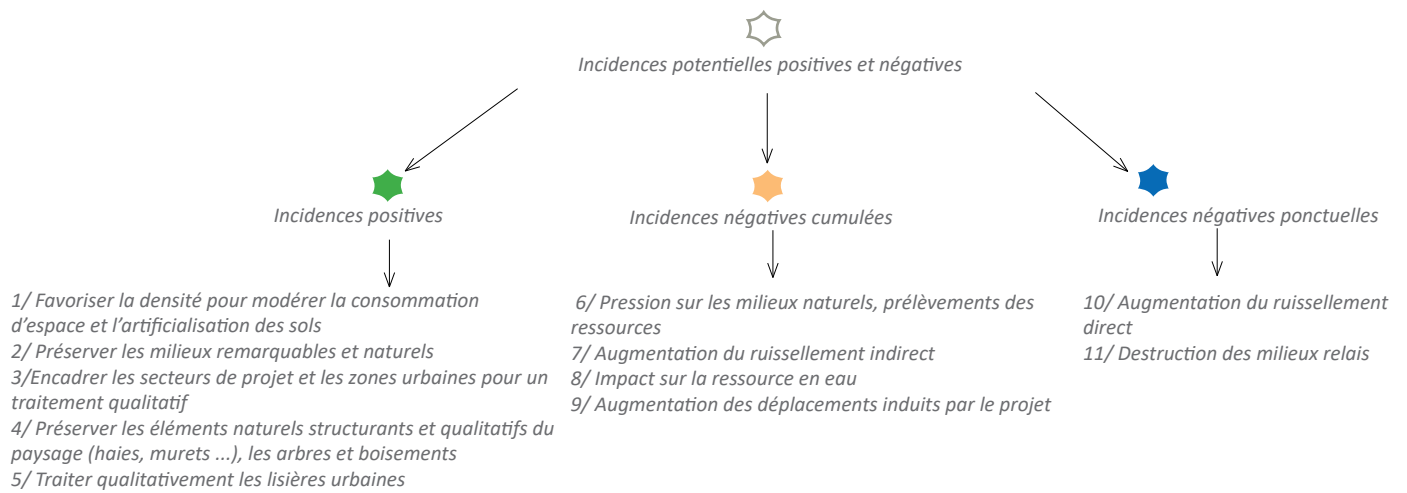 Incidences potentielles positives et négatives
Incidences positives
Incidences négatives cumulées
Incidences négatives ponctuelles
1/ Favoriser la densité pour modérer la consommation
d’espace et l’artificialisation des sols
2/ Préserver les milieux remarquables et naturels
3/Encadrer les secteurs de projet et les zones urbaines pour un
traitement qualitatif
4/ Préserver les éléments naturels structurants et qualitatifs du
paysage (haies, murets ...), les arbres et boisements
5/ Traiter qualitativement les lisières urbaines
6/ Pression sur les milieux naturels, prélèvements des
ressources
7/ Augmentation du ruissellement indirect
8/ Impact sur la ressource en eau
9/ Augmentation des déplacements induits par le projet
10/ Augmentation du ruissellement
direct
11/ Destruction des milieux relais